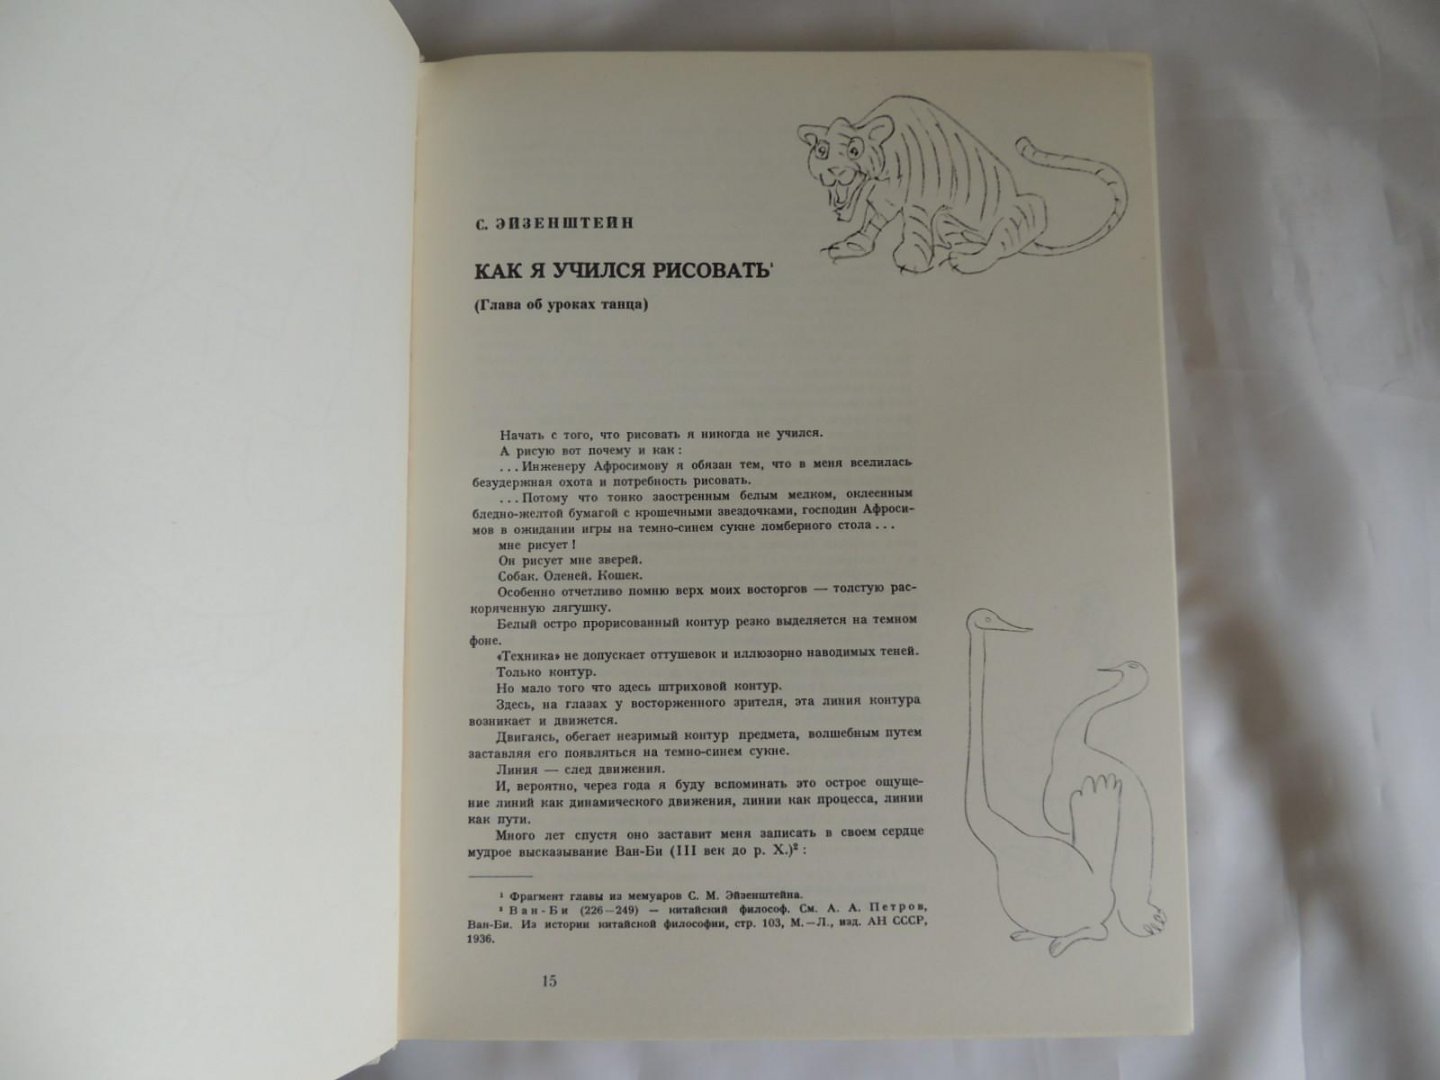 С. ЭЙЗЕНШТЕЙН
КАК Я УЧИЛСЯ РИСОВАТЬ¹
(Глава об уроках танца)
Начать с того, что рисовать я никогда не учился.
А рисую вот почему и как:
...Инженеру Афросимову я обязан тем, что в меня вселилась
безудержная охота и потребность рисовать.
...Потому что тонко заостренным белым мелком, оклеенным
бледно-желтой бумагой с крошечными звездочками, господин Афроси-
мов в ожидании игры на темно-синем сукне ломберного стола...
мне рисует!
Он рисует мне зверей.
Собак. Оленей. Кошек.
Особенно отчетливо помню верх моих восторгов — толстую рас-
коряченную лягушку.
Белый остро прорисованный контур резко выделяется на темном
фоне.
«Техника» не допускает оттушевок и иллюзорно наводимых теней.
Только контур.
Но мало того что здесь штриховой контур.
Здесь, на глазах у восторженного зрителя, эта линия контура
возникает и движется.
Двигаясь, обегает незримый контур предмета, волшебным путем
заставляя его появляться на темно-синем сукне.
Линия — след движения.
И, вероятно, через года я буду вспоминать это острое ощуще-
ние линий как динамического движения, линии как процесса, линии
как пути.
Много лет спустя оно заставит меня записать в своем сердце
мудрое высказывание Ван-Би (III век до р. Х.)²:
¹ Фрагмент главы из мемуаров С. М. Эйзенштейна.
² Ван-Би (226—249) — китайский философ. См. А. А. Петров,
Ван-Би. Из истории китайской философии, стр. 103, М.—Л., изд. АН СССР,
1936.
15